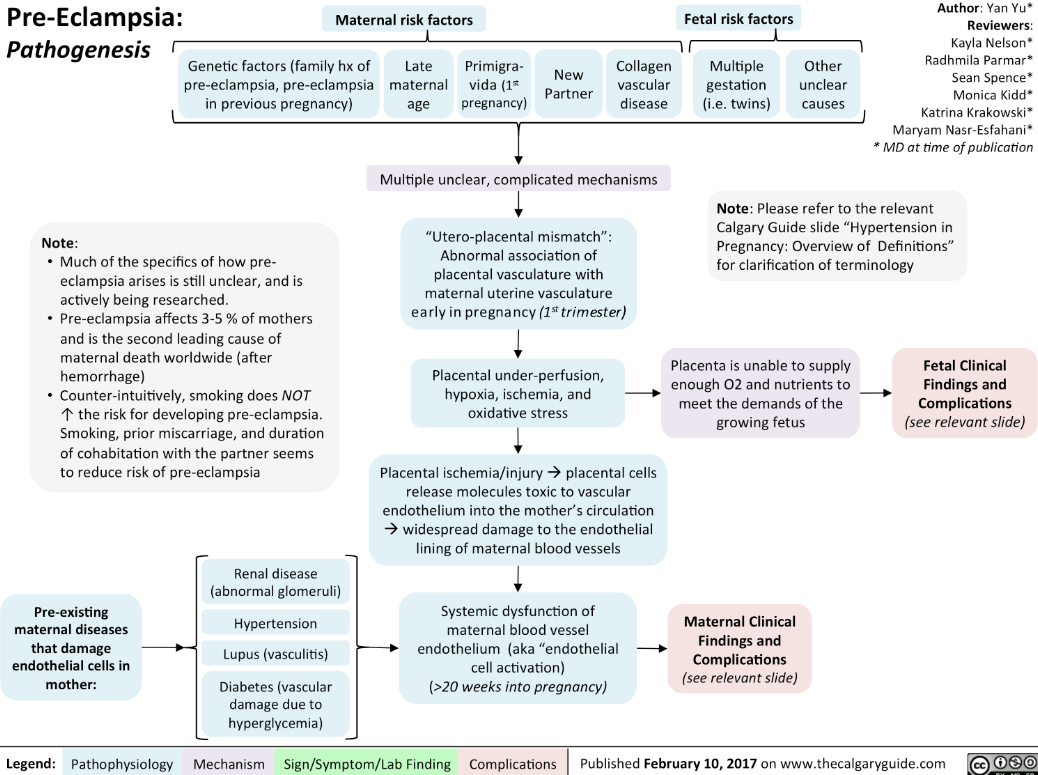 Pre-Eclampsia:
Pathogenesis
Maternal risk factors
Fetal risk factors
Author: Yan Yu*
Reviewers:
Kayla Nelson*
Radhmila Parmar*
Sean Spence*
Monica Kidd*
Katrina Krakowski*
Maryam Nasr-Esfahani*
* MD at time of publication
Genetic factors (family hx of
pre-eclampsia, pre-eclampsia
in previous pregnancy)
Late
maternal
age
Primigra-
vida (1st
pregnancy)
New
Partner
Collagen
vascular
disease
Multiple
gestation
(i.e. twins)
Other
unclear
causes
Multiple unclear, complicated mechanisms
Note: Please refer to the relevant
Calgary Guide slide “Hypertension in
Pregnancy: Overview of Definitions”
for clarification of terminology
Note:
• Much of the specifics of how pre-
eclampsia arises is still unclear, and is
actively being researched.
• Pre-eclampsia affects 3-5 % of mothers
and is the second leading cause of
maternal death worldwide (after
hemorrhage)
• Counter-intuitively, smoking does NOT
↑ the risk for developing pre-eclampsia.
Smoking, prior miscarriage, and duration
of cohabitation with the partner seems
to reduce risk of pre-eclampsia
“Utero-placental mismatch”:
Abnormal association of
placental vasculature with
maternal uterine vasculature
early in pregnancy (1st trimester)
Placental under-perfusion,
hypoxia, ischemia, and
oxidative stress
Placenta is unable to supply
enough O2 and nutrients to
meet the demands of the
growing fetus
Fetal Clinical
Findings and
Complications
(see relevant slide)
Placental ischemia/injury → placental cells
release molecules toxic to vascular
endothelium into the mother’s circulation
→ widespread damage to the endothelial
lining of maternal blood vessels
Pre-existing
maternal diseases
that damage
endothelial cells in
mother:
Renal disease
(abnormal glomeruli)
Hypertension
Lupus (vasculitis)
Diabetes (vascular
damage due to
hyperglycemia)
Systemic dysfunction of
maternal blood vessel
endothelium (aka “endothelial
cell activation)
(>20 weeks into pregnancy)
Maternal Clinical
Findings and
Complications
(see relevant slide)
Legend: Pathophysiology Mechanism Sign/Symptom/Lab Finding Complications Published February 10, 2017 on www.thecalgaryguide.com